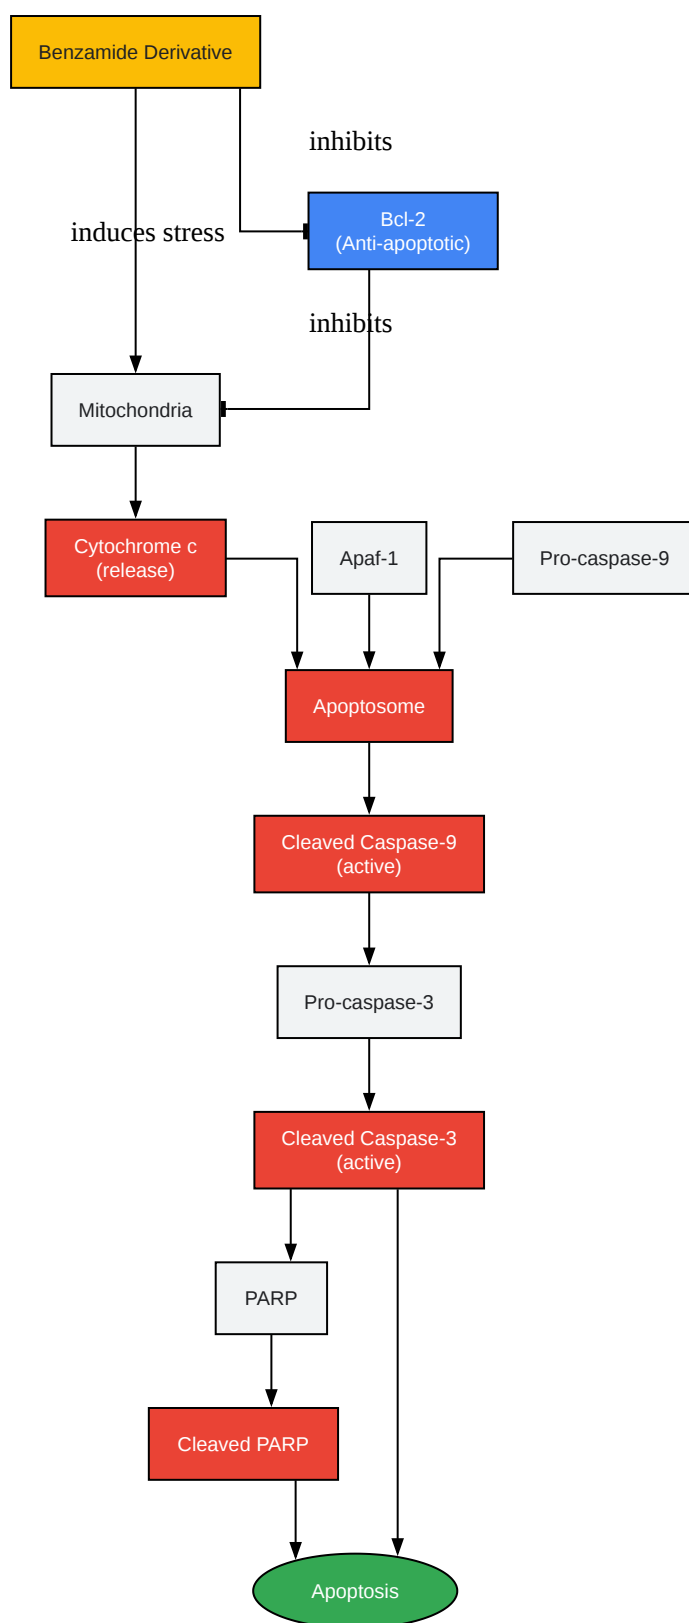 Benzamide Derivative
inhibits
Bcl-2
(Anti-apoptotic)
induces stress
inhibits
Mitochondria
Cytochrome c
(release)
Apaf-1
Pro-caspase-9
Apoptosome
Cleaved Caspase-9
(active)
Pro-caspase-3
Cleaved Caspase-3
(active)
PARP
Cleaved PARP
Apoptosis